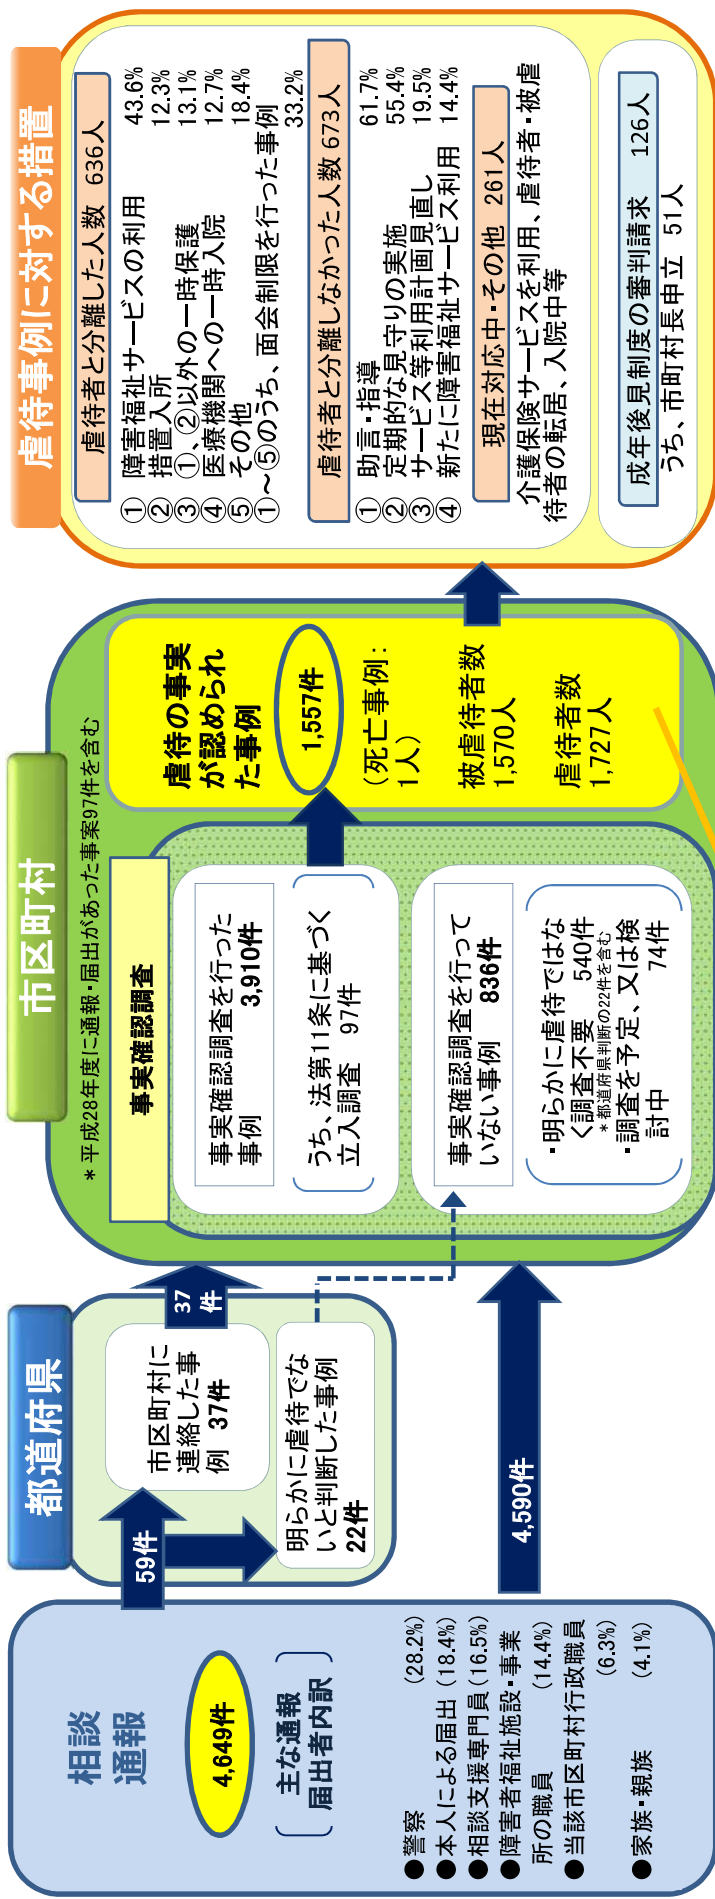 相談
通報
4,649件
主な通報
届出者内訳
●警察 (28.2%)
●本人による届出 (18.4%)
●相談支援専門員 (16.5%)
●障害者福祉施設・事業
所の職員 (14.4%)
●当該市区町村行政職員
(6.3%)
●家族・親族 (4.1%)
都道府県
59件
市区町村に
連絡した事
例 37件
37
件
明らかに虐待でな
いと判断した事例
22件
4,590件
市区町村
*平成28年度に通報・届出があった事案97件を含む
事実確認調査
事実確認調査を行った
事例 3,910件
うち、法第11条に基づく
立入調査 97件
事実確認調査を行って
いない事例 836件
・明らかに虐待ではな
く調査不要 540件
*都道府県判断の22件を含む
・調査を予定、又は検
討中 74件
虐待の事実
が認められ
た事例
1,557件
(死亡事例:
1人)
被虐待者数
1,570人
虐待者数
1,727人
虐待事例に対する措置
虐待者と分離した人数 636人
① 障害福祉サービスの利用 43.6%
② 措置入所 12.3%
③ ①、②以外の一時保護 13.1%
④ 医療機関への一時入院 12.7%
⑤ その他 18.4%
①~⑤のうち、面会制限を行った事例
33.2%
虐待者と分離しなかった人数 673人
① 助言・指導 61.7%
② 定期的な見守りの実施 55.4%
③ サービス等利用計画見直し 19.5%
④ 新たに障害福祉サービス利用 14.4%
現在対応中・その他 261人
介護保険サービスを利用、虐待者・被虐
待者の転居、入院中等
成年後見制度の審判請求 126人
うち、市町村長申立 51人